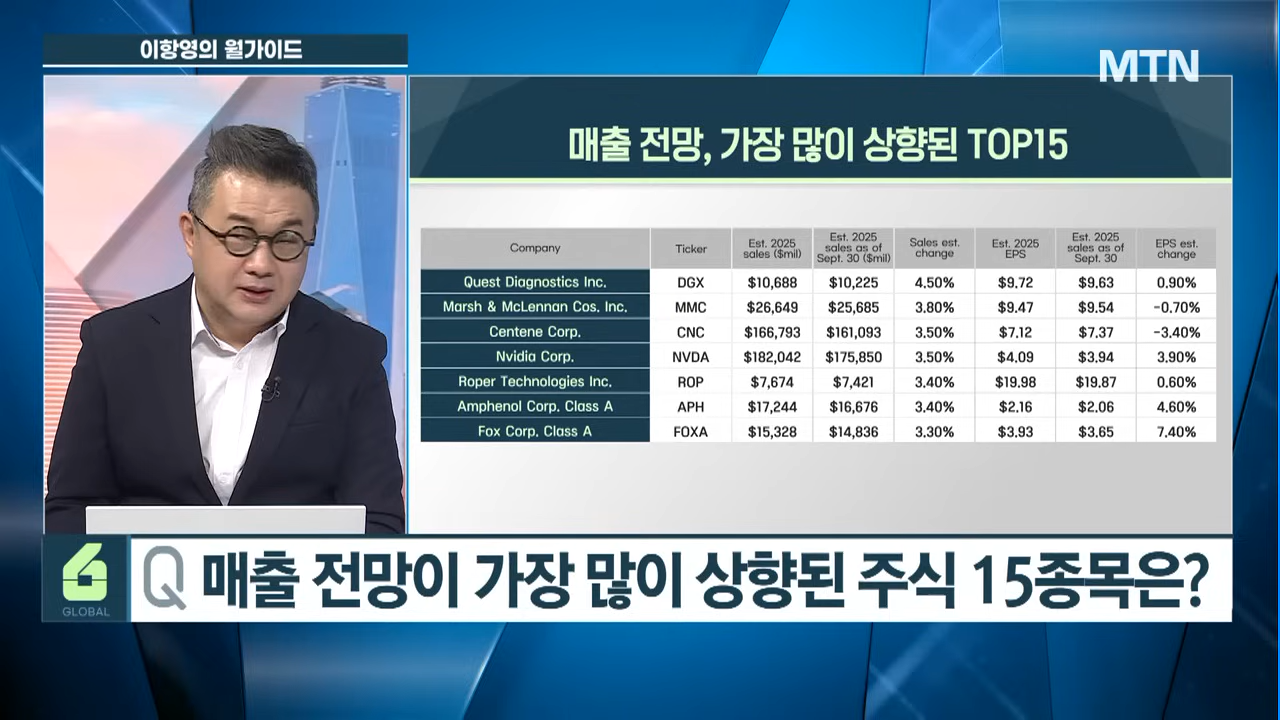 이항영의 월가이드
MTN
매출 전망, 가장 많이 상향된 TOP15
Company Ticker Est. 2025 sales ($mil) Est. 2025 sales as of Sept. 30 ($mil) Sales est. change Est. 2025 EPS Est. 2025 sales as of Sept. 30 EPS est. change
Quest Diagnostics Inc. DGX $10,688 $10,225 4.50% $9.72 $9.63 0.90%
Marsh & McLennan Cos. Inc. MMC $26,649 $25,685 3.80% $9.47 $9.54 -0.70%
Centene Corp. CNC $166,793 $161,093 3.50% $7.12 $7.37 -3.40%
Nvidia Corp. NVDA $182,042 $175,850 3.50% $4.09 $3.94 3.90%
Roper Technologies Inc. ROP $7,674 $7,421 3.40% $19.98 $19.87 0.60%
Amphenol Corp. Class A APH $17,244 $16,676 3.40% $2.16 $2.06 4.60%
Fox Corp. Class A FOXA $15,328 $14,836 3.30% $3.93 $3.65 7.40%
GLOBAL
Q 매출 전망이 가장 많이 상향된 주식 15종목은?